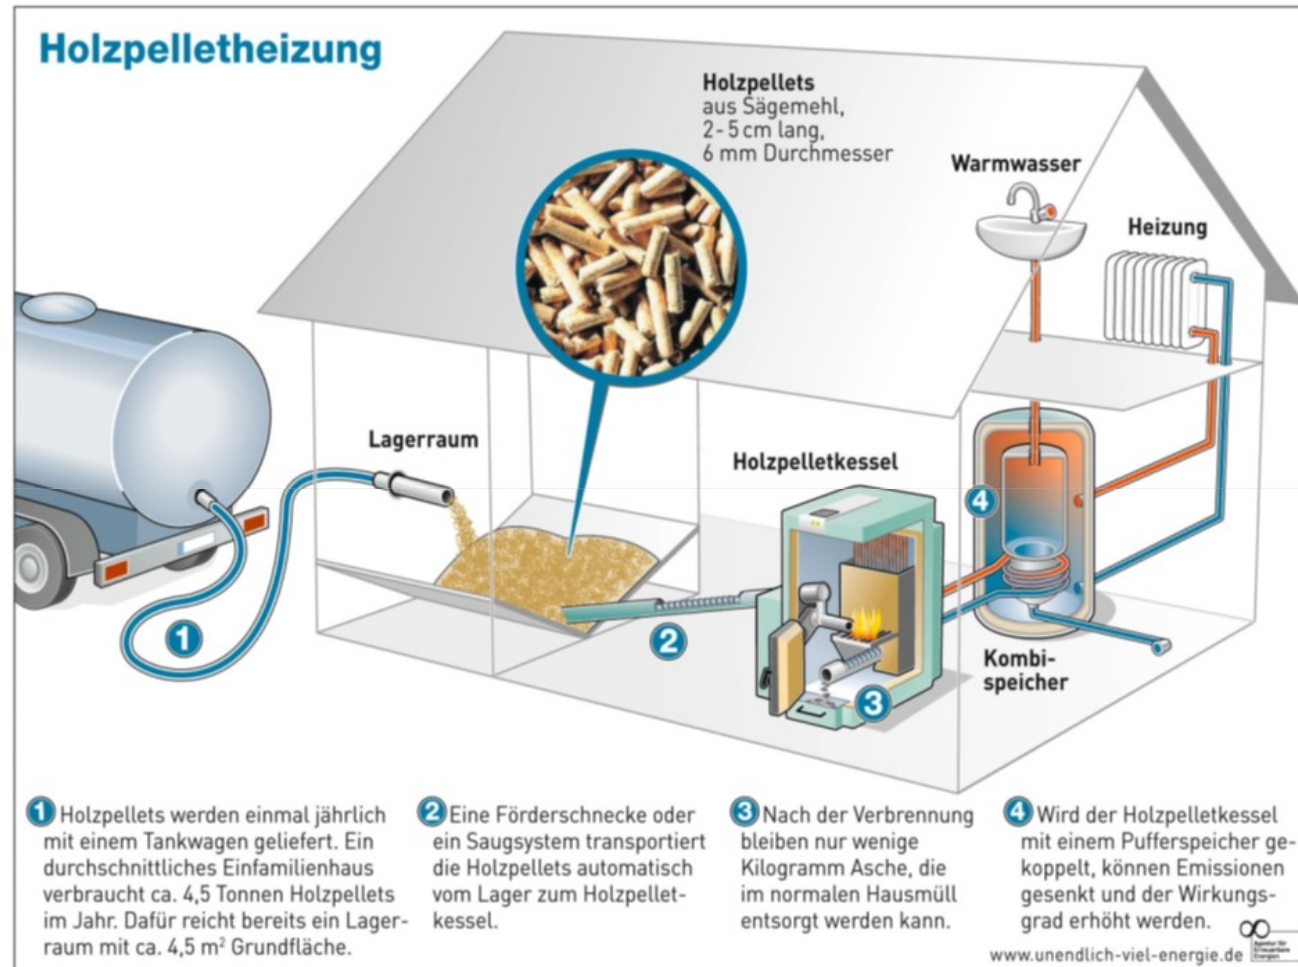 Holzpelletheizung
Holzpellets
aus Sägemehl,
2-5 cm lang,
6 mm Durchmesser
Warmwasser
Heizung
Lagerraum
Holzpelletkessel
4
1
2
Kombi-
speicher
3
1 Holzpellets werden einmal jährlich
mit einem Tankwagen geliefert. Ein
durchschnittliches Einfamilienhaus
verbraucht ca. 4,5 Tonnen Holzpellets
im Jahr. Dafür reicht bereits ein Lager-
raum mit ca. 4,5 m² Grundfläche.
2 Eine Förderschnecke oder
ein Saugsystem transportiert
die Holzpellets automatisch
vom Lager zum Holzpellet-
kessel.
3 Nach der Verbrennung
bleiben nur wenige
Kilogramm Asche, die
im normalen Hausmüll
entsorgt werden kann.
4 Wird der Holzpelletkessel
mit einem Pufferspeicher ge-
koppelt, können Emissionen
gesenkt und der Wirkungs-
grad erhöht werden.
www.unendlich-viel-energie.de
Agentur für
Erneuerbare
Energien